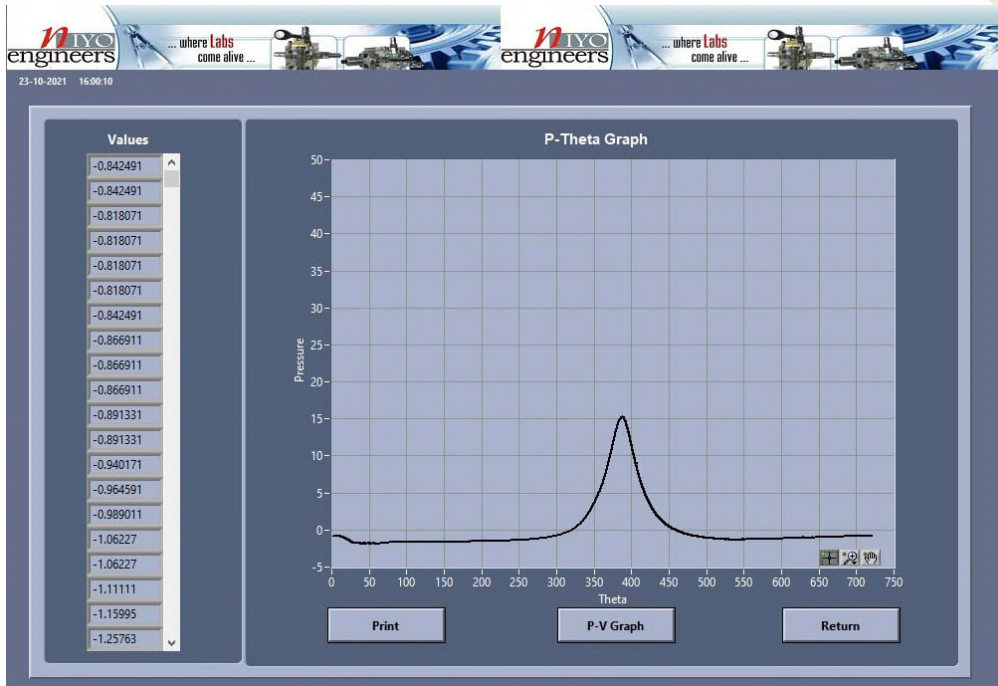 NIYO engineers
... where Labs
come alive ...
NIYO engineers
... where Labs
come alive ...
23-10-2021 16:00:10
Values
-0.842491
-0.842491
-0.818071
-0.818071
-0.818071
-0.818071
-0.842491
-0.866911
-0.866911
-0.866911
-0.891331
-0.891331
-0.940171
-0.964591
-0.989011
-1.06227
-1.06227
-1.11111
-1.15995
-1.25763
P-Theta Graph
Pressure
50
45
40
35
30
25
20
15
10
5
0
-5
0 50 100 150 200 250 300 350 400 450 500 550 600 650 700 750
Theta
Print P-V Graph Return